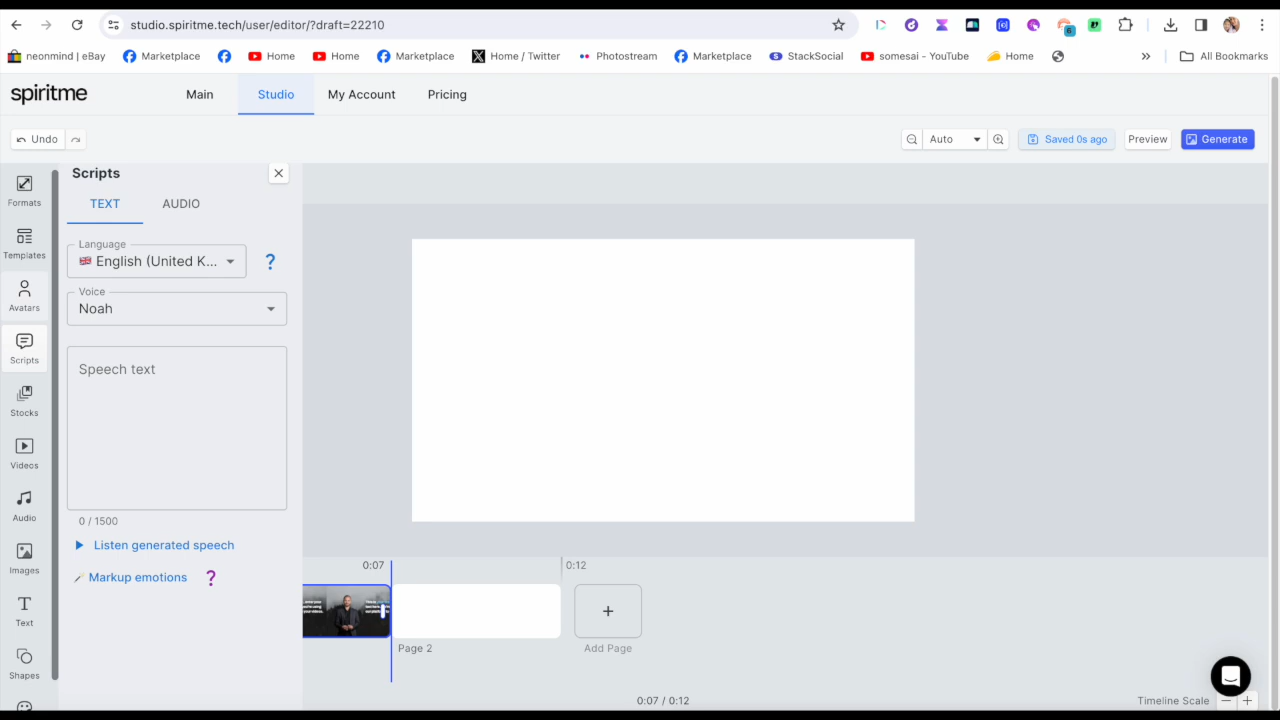 studio.spiritme.tech/user/editor/?draft=22210
6
neonmind | eBay
Marketplace
Home
Home
Marketplace
Home / Twitter
Photostream
Marketplace
StackSocial
somesai - YouTube
Home
»
All Bookmarks
spiritme
Main
Studio
My Account
Pricing
Undo
Auto
Saved 0s ago
Preview
Generate
Formats
Templates
Avatars
Scripts
Stocks
Videos
Audio
Images
Text
Shapes
Scripts
TEXT
AUDIO
Language
English (United K...
?
Voice
Noah
Speech text
0 / 1500
Listen generated speech
Markup emotions
?
0:07
0:12
Page 2
Add Page
0:07 / 0:12
Timeline Scale